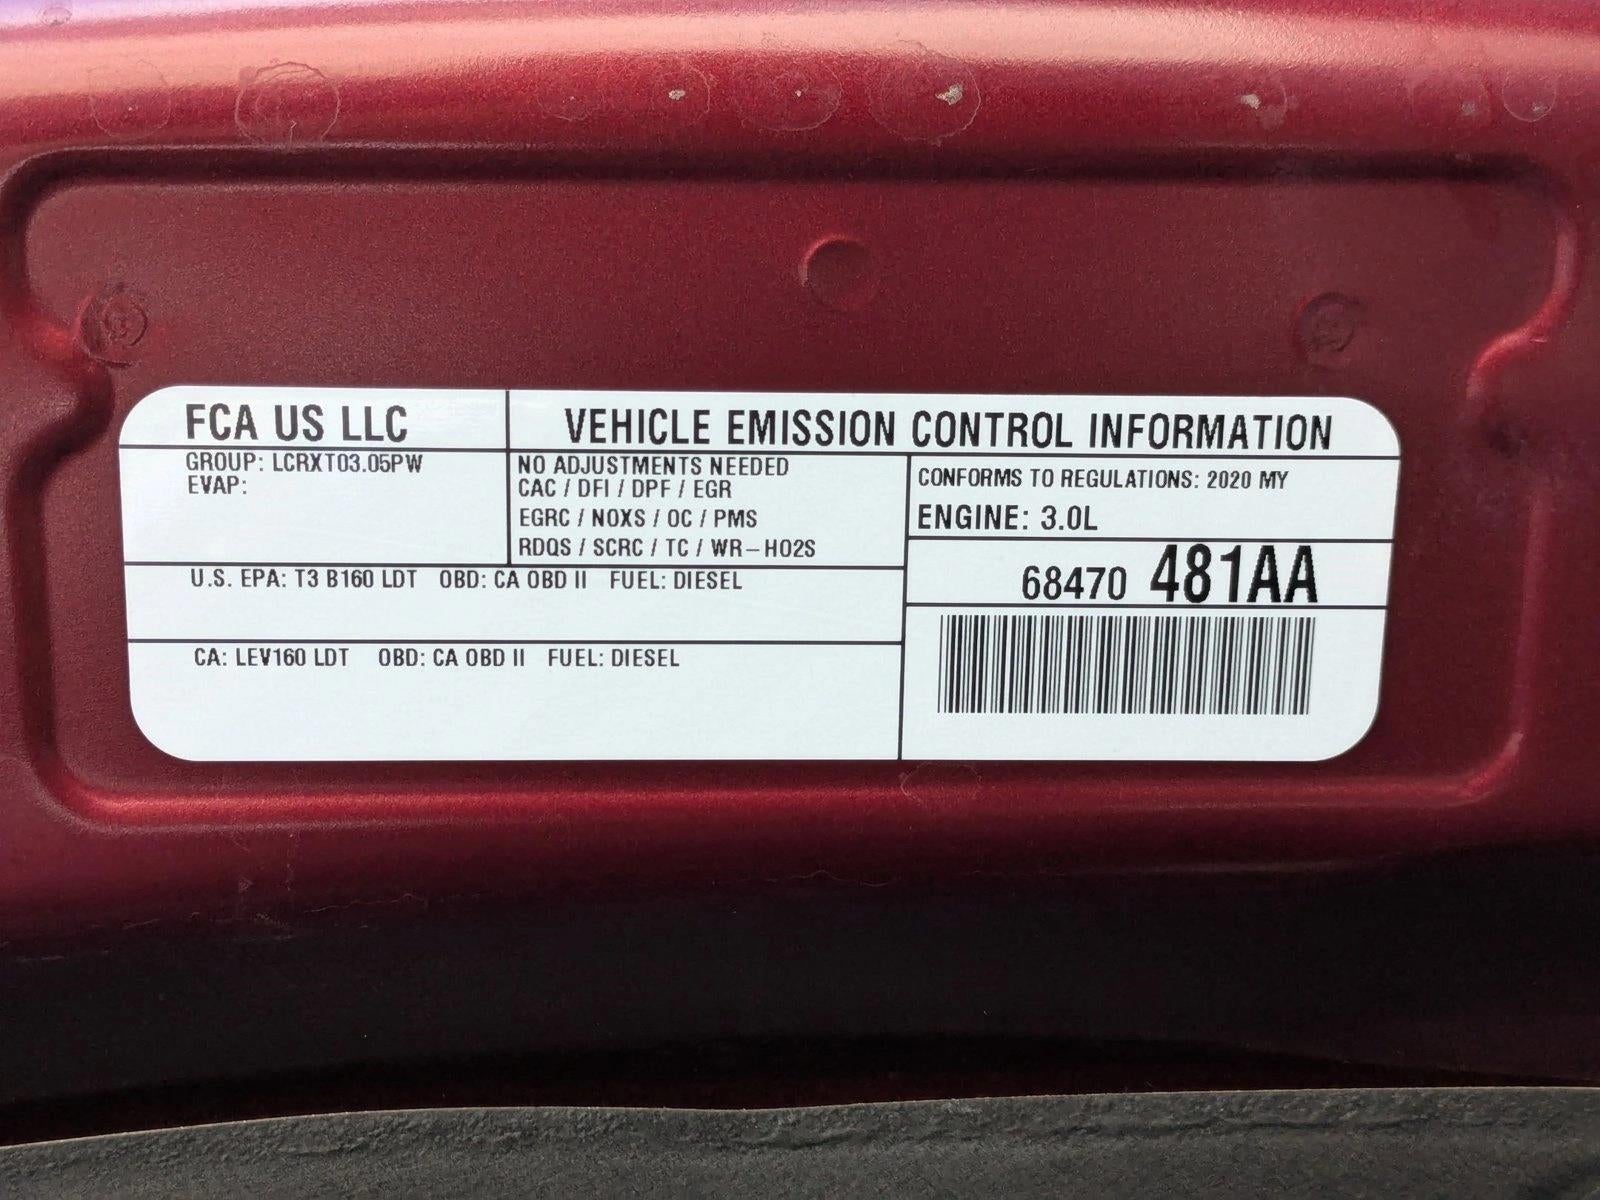 FCA US LLC
VEHICLE EMISSION CONTROL INFORMATION
GROUP: LCRXT03.05PW
EVAP:
NO ADJUSTMENTS NEEDED
CAC / DFI / DPF / EGR
EGRC / NOXS / OC / PMS
RDQS / SCRC / TC / WR-HO2S
CONFORMS TO REGULATIONS: 2020 MY
ENGINE: 3.0L
68470 481AA
U.S. EPA: T3 B160 LDT OBD: CA OBD II FUEL: DIESEL
CA: LEV160 LDT OBD: CA OBD II FUEL: DIESEL